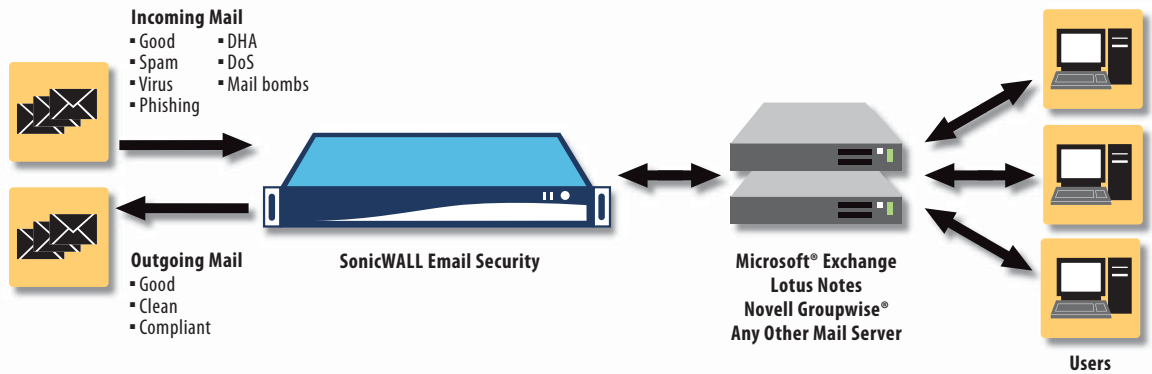 Incoming Mail
▪ Good
▪ Spam
▪ Virus
▪ Phishing
▪ DHA
▪ DoS
▪ Mail bombs
Outgoing Mail
▪ Good
▪ Clean
▪ Compliant
SonicWALL Email Security
Microsoft® Exchange
Lotus Notes
Novell Groupwise®
Any Other Mail Server
Users